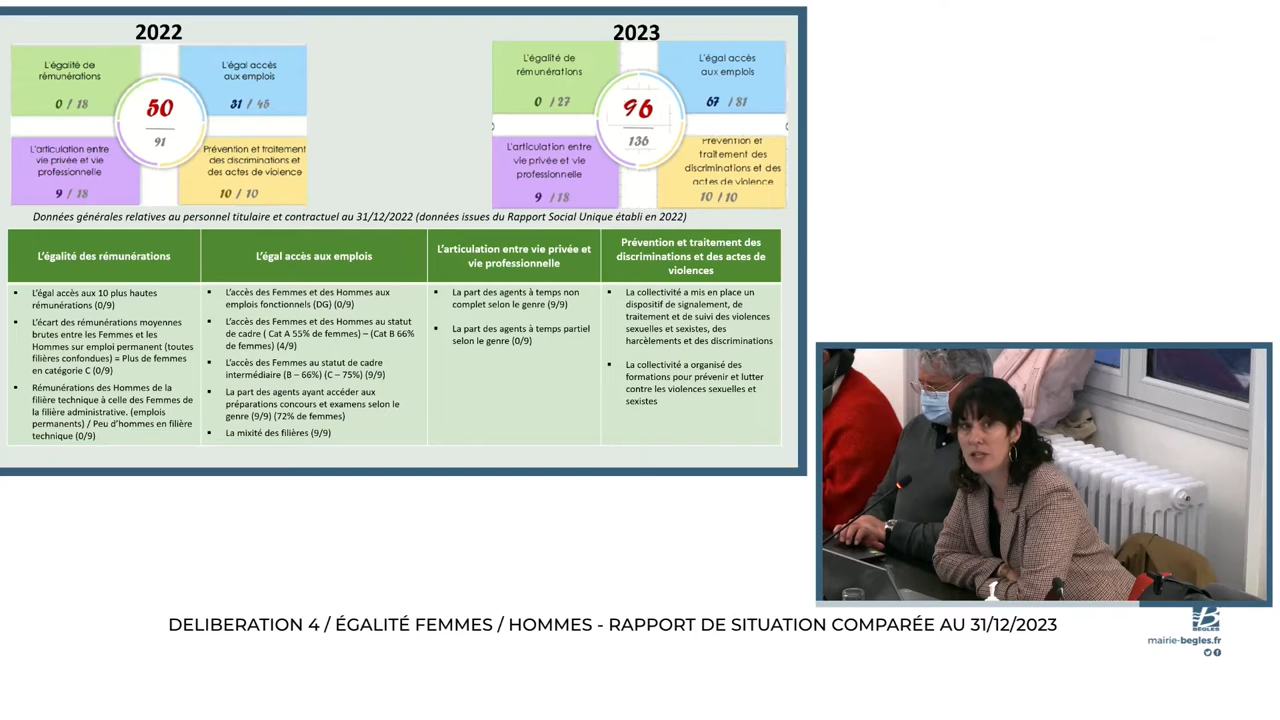 2022
L'égalité de
rémunérations
0 / 18
L'égal accès
aux emplois
31 / 45
50
91
L'articulation entre
vie privée et vie
professionnelle
9 / 18
Prévention et traitement
des discriminations et
des actes de violence
10 / 10
2023
L'égalité de
rémunérations
0 / 27
L'égal accès
aux emplois
67 / 81
96
136
L'articulation entre
vie privée et vie
professionnelle
9 / 18
Prévention et
traitement des
discriminations et des
actes de violence
10 / 10
Données générales relatives au personnel titulaire et contractuel au 31/12/2022 (données issues du Rapport Social Unique établi en 2022)
L'égalité des rémunérations
L'égal accès aux 10 plus hautes
rémunérations (0/9)
L'écart des rémunérations moyennes
brutes entre les Femmes et les
Hommes sur emploi permanent (toutes
filières confondues) = Plus de femmes
en catégorie C (0/9)
Rémunérations des Hommes de la
filière technique à celle des Femmes de
la filière administrative. (emplois
permanents) / Peu d'hommes en filière
technique (0/9)
L'égal accès aux emplois
L'accès des Femmes et des Hommes aux
emplois fonctionnels (DG) (0/9)
L'accès des Femmes et des Hommes au statut
de cadre ( Cat A 55% de femmes) – (Cat B 66%
de femmes) (4/9)
L'accès des Femmes au statut de cadre
intermédiaire (B – 66%) (C – 75%) (9/9)
La part des agents ayant accéder aux
préparations concours et examens selon le
genre (9/9) (72% de femmes)
La mixité des filières (9/9)
L'articulation entre vie privée et
vie professionnelle
La part des agents à temps non
complet selon le genre (9/9)
La part des agents à temps partiel
selon le genre (0/9)
Prévention et traitement des
discriminations et des actes de
violences
La collectivité a mis en place un
dispositif de signalement, de
traitement et de suivi des violences
sexuelles et sexistes, des
harcèlements et des discriminations
La collectivité a organisé des
formations pour prévenir et lutter
contre les violences sexuelles et
sexistes
DELIBERATION 4 / ÉGALITÉ FEMMES / HOMMES - RAPPORT DE SITUATION COMPARÉE AU 31/12/2023
BÈGLES
mairie-begles.fr